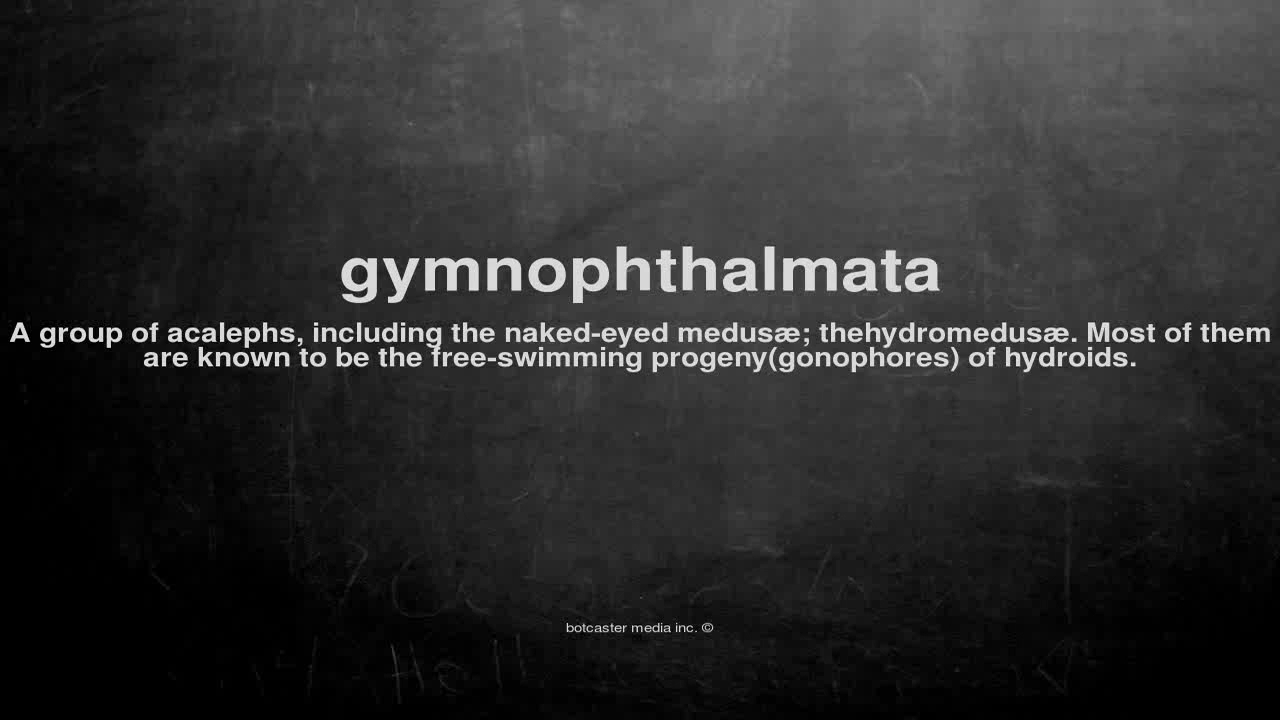 gymnophthalmata
A group of acalephs, including the naked-eyed medusæ; thehydromedusæ. Most of them
are known to be the free-swimming progeny(gonophores) of hydroids.
botcaster media inc. ©